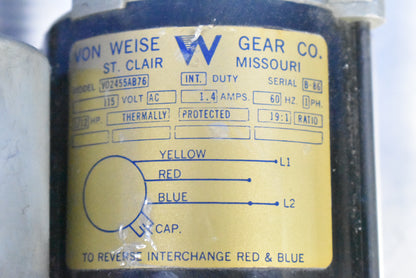 VON WEISE W GEAR CO.
ST. CLAIR MISSOURI
MODEL V02455AB76 INT. DUTY SERIAL B-86
115 VOLT AC 1.4 AMPS. 60 HZ. 1 PH.
HP. THERMALLY PROTECTED 19:1 RATIO
YELLOW L1
RED
BLUE L2
CAP.
TO REVERSE INTERCHANGE RED & BLUE